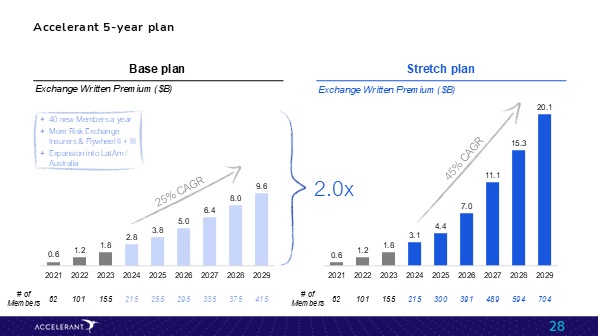 Accelerant 5-year plan
Base plan
Exchange Written Premium ($B)
+ 40 new Members a year
+ More Risk Exchange
Insurers & Flywheel II + III
+ Expansion into LatAm /
Australia
25% CAGR
0.6 1.2 1.8 2.8 3.8 5.0 6.4 8.0 9.6
2021 2022 2023 2024 2025 2026 2027 2028 2029
# of
Members 62 101 155 215 255 295 335 375 415
2.0x
Stretch plan
Exchange Written Premium ($B)
45% CAGR
0.6 1.2 1.8 3.1 4.4 7.0 11.1 15.3 20.1
2021 2022 2023 2024 2025 2026 2027 2028 2029
# of
Members 62 101 155 215 300 391 489 594 704
ACCELERANT
28